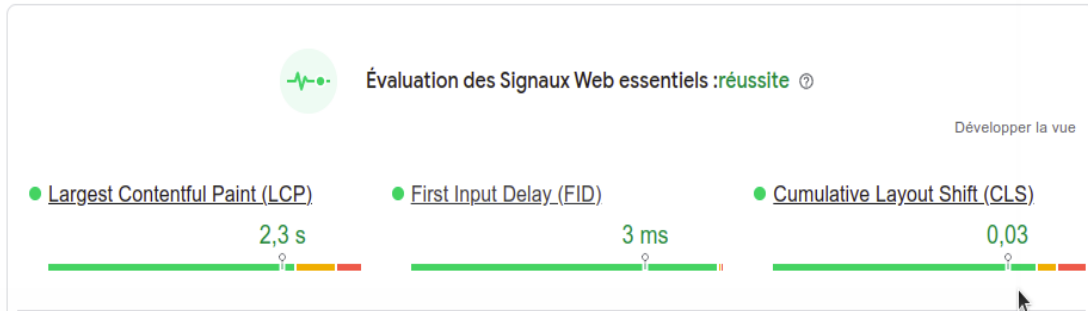 Évaluation des Signaux Web essentiels :réussite ?
Développer la vue
Largest Contentful Paint (LCP)
2,3 s
First Input Delay (FID)
3 ms
Cumulative Layout Shift (CLS)
0,03